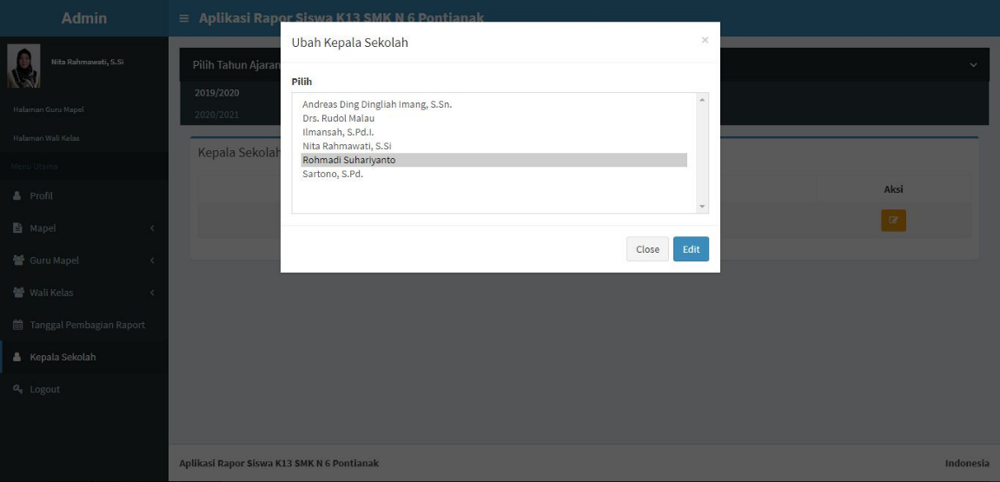 Admin
Aplikasi Rapor Siswa K13 SMK N 6 Pontianak
Nita Rahmawati, S.Si
Halaman Guru Mapel
Halaman Wali Kelas
Menu Utama
Profil
Mapel
Guru Mapel
Wali Kelas
Tanggal Pembagian Raport
Kepala Sekolah
Logout
Pilih Tahun Ajaran
2019/2020
2020/2021
Kepala Sekolah
Aksi
Ubah Kepala Sekolah
×
Pilih
Andreas Ding Dingliah Imang, S.Sn.
Drs. Rudol Malau
Ilmansah, S.Pd.I.
Nita Rahmawati, S.Si
Rohmadi Suhariyanto
Sartono, S.Pd.
Close
Edit
Aplikasi Rapor Siswa K13 SMK N 6 Pontianak
Indonesia